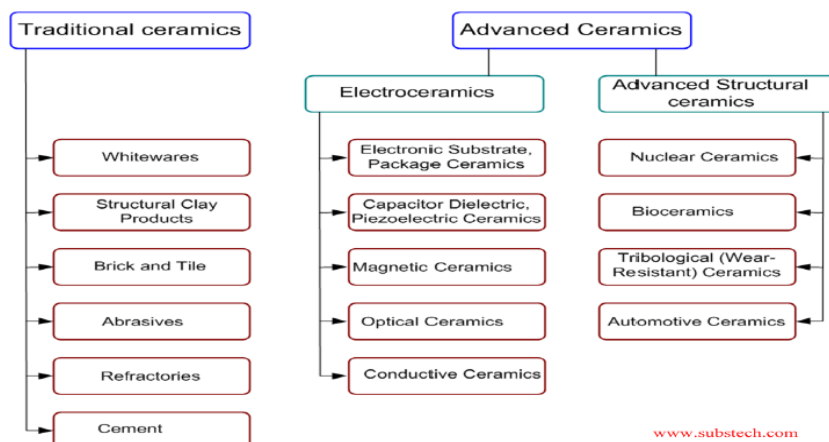 Traditional ceramics
Advanced Ceramics
Electroceramics
Advanced Structural
ceramics
Whitewares
Structural Clay
Products
Brick and Tile
Abrasives
Refractories
Cement
Electronic Substrate,
Package Ceramics
Capacitor Dielectric,
Piezoelectric Ceramics
Magnetic Ceramics
Optical Ceramics
Conductive Ceramics
Nuclear Ceramics
Bioceramics
Tribological (Wear-
Resistant) Ceramics
Automotive Ceramics
www.substech.com